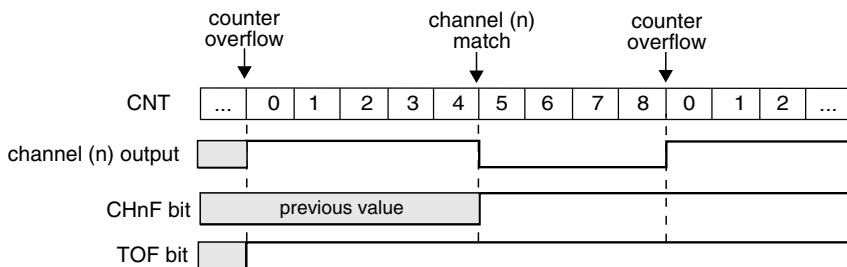 counter
overflow
channel (n)
match
counter
overflow
CNT ... 0 1 2 3 4 5 6 7 8 0 1 2 ...
channel (n) output
CHnF bit previous value
TOF bit